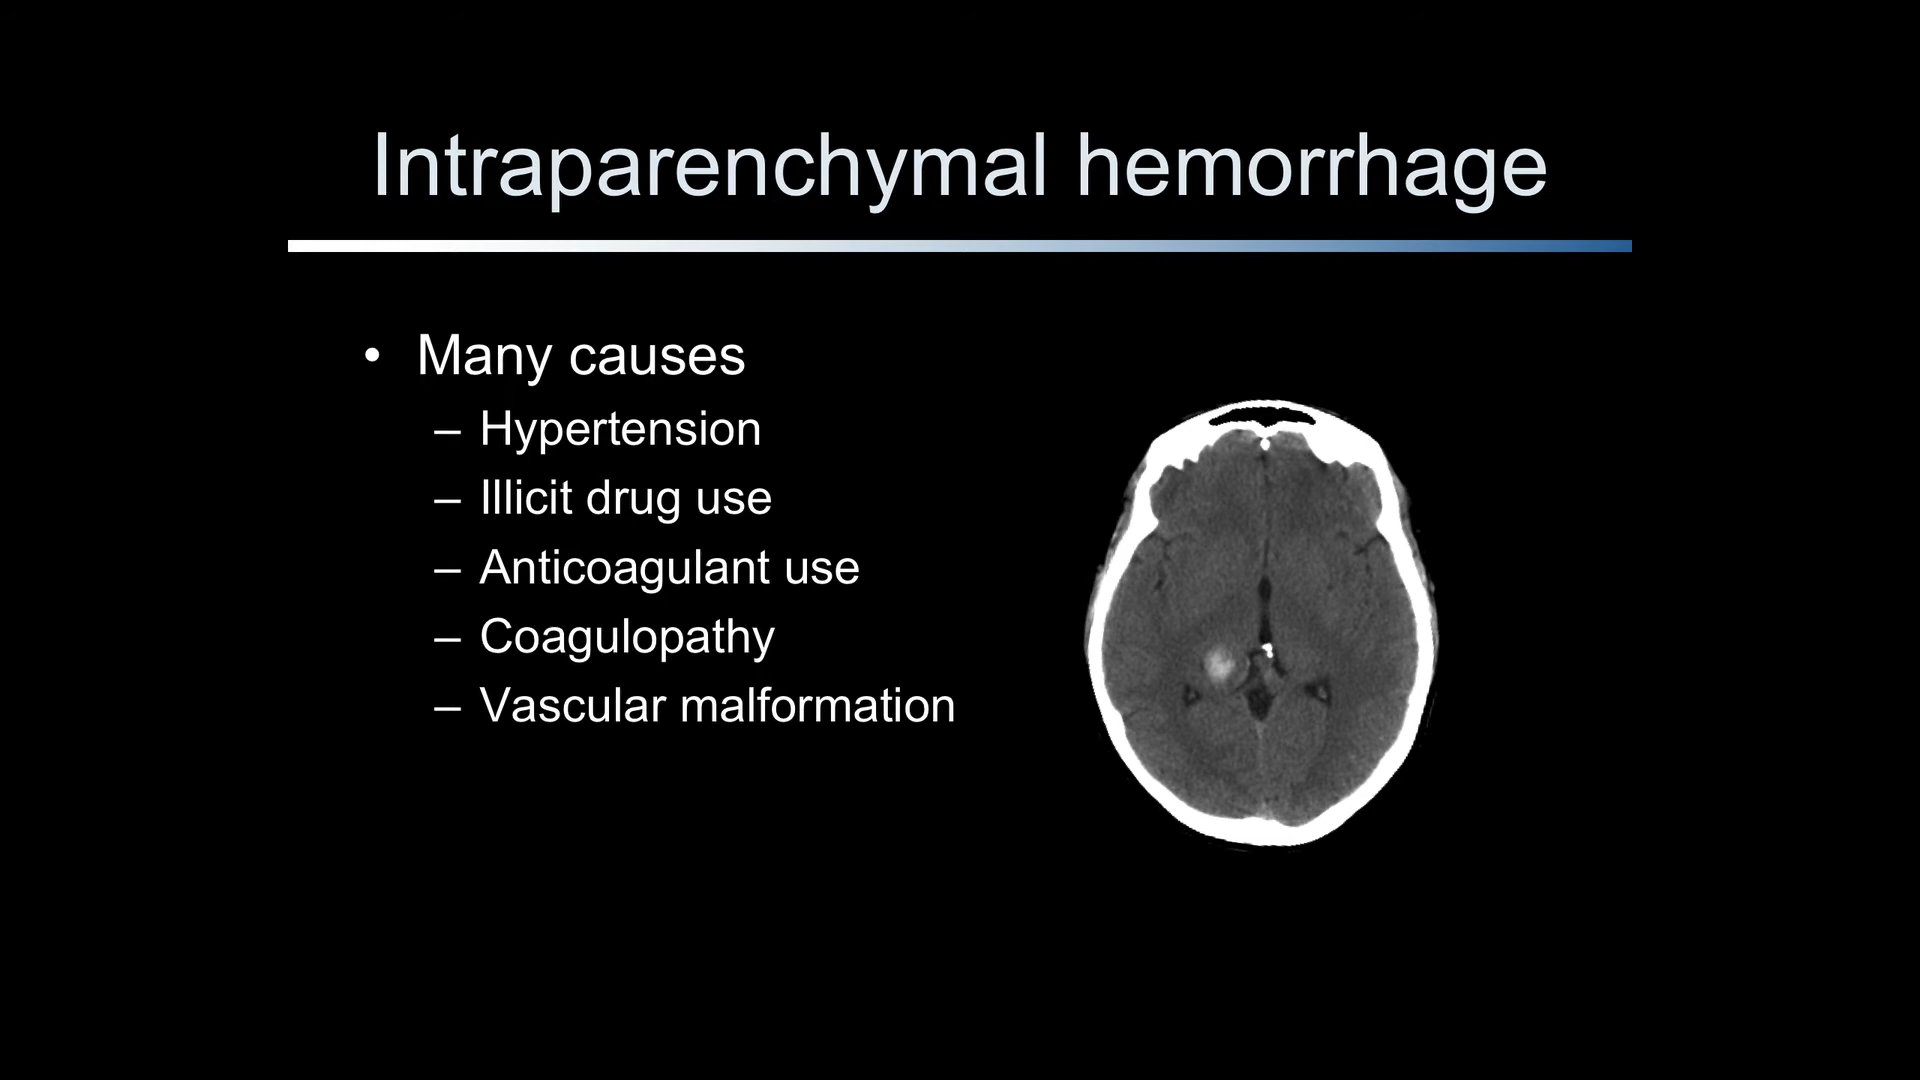 Intraparenchymal hemorrhage
• Many causes
– Hypertension
– Illicit drug use
– Anticoagulant use
– Coagulopathy
– Vascular malformation